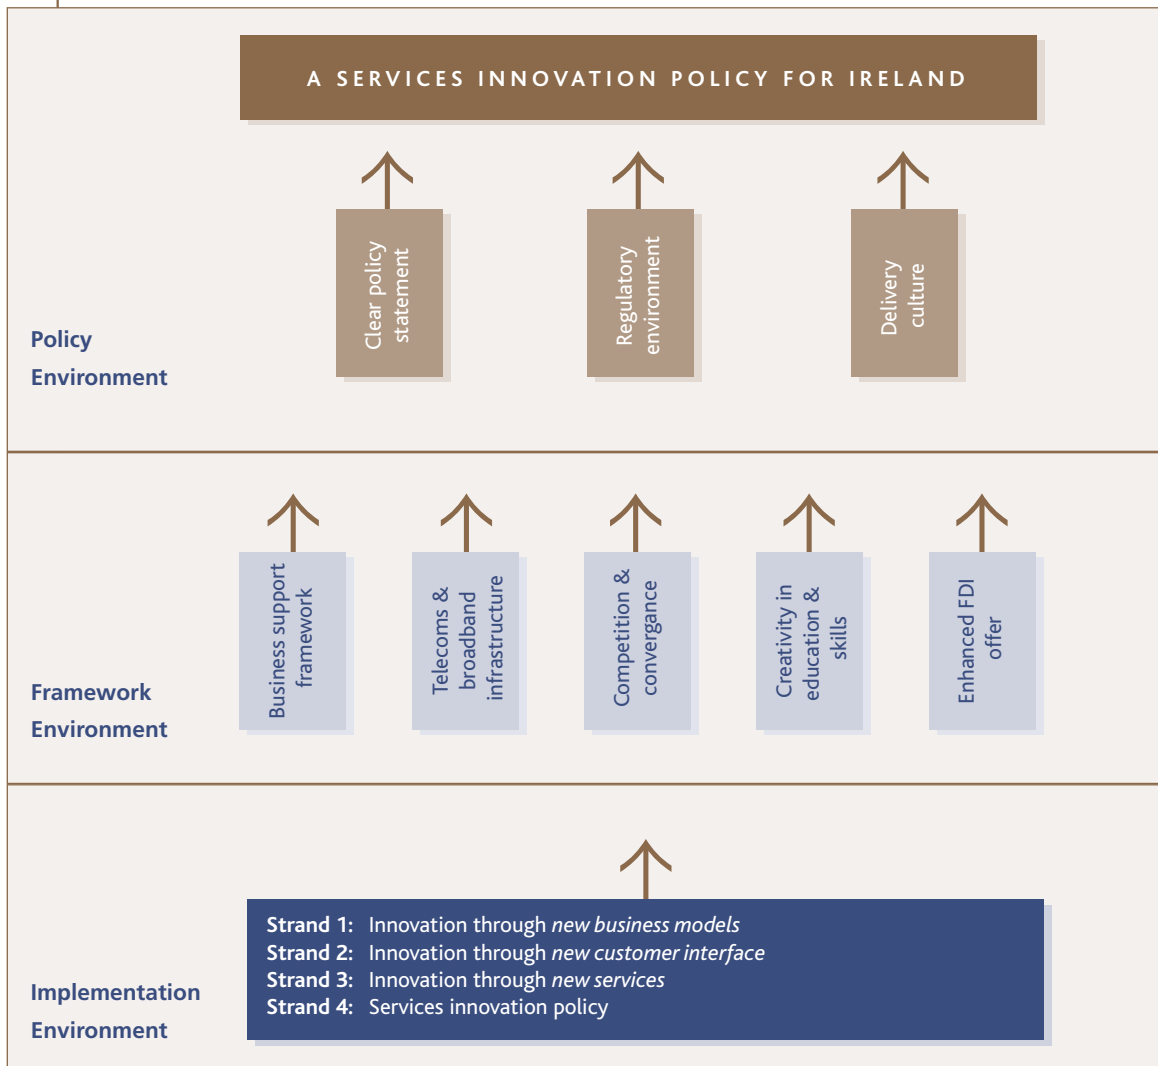 A SERVICES INNOVATION POLICY FOR IRELAND
Clear policy
statement
Regulatory
environment
Delivery
culture
Policy
Environment
Business support
framework
Telecoms &
broadband
infrastructure
Competition &
convergance
Creativity in
education &
skills
Enhanced FDI
offer
Framework
Environment
Strand 1: Innovation through new business models
Strand 2: Innovation through new customer interface
Strand 3: Innovation through new services
Strand 4: Services innovation policy
Implementation
Environment